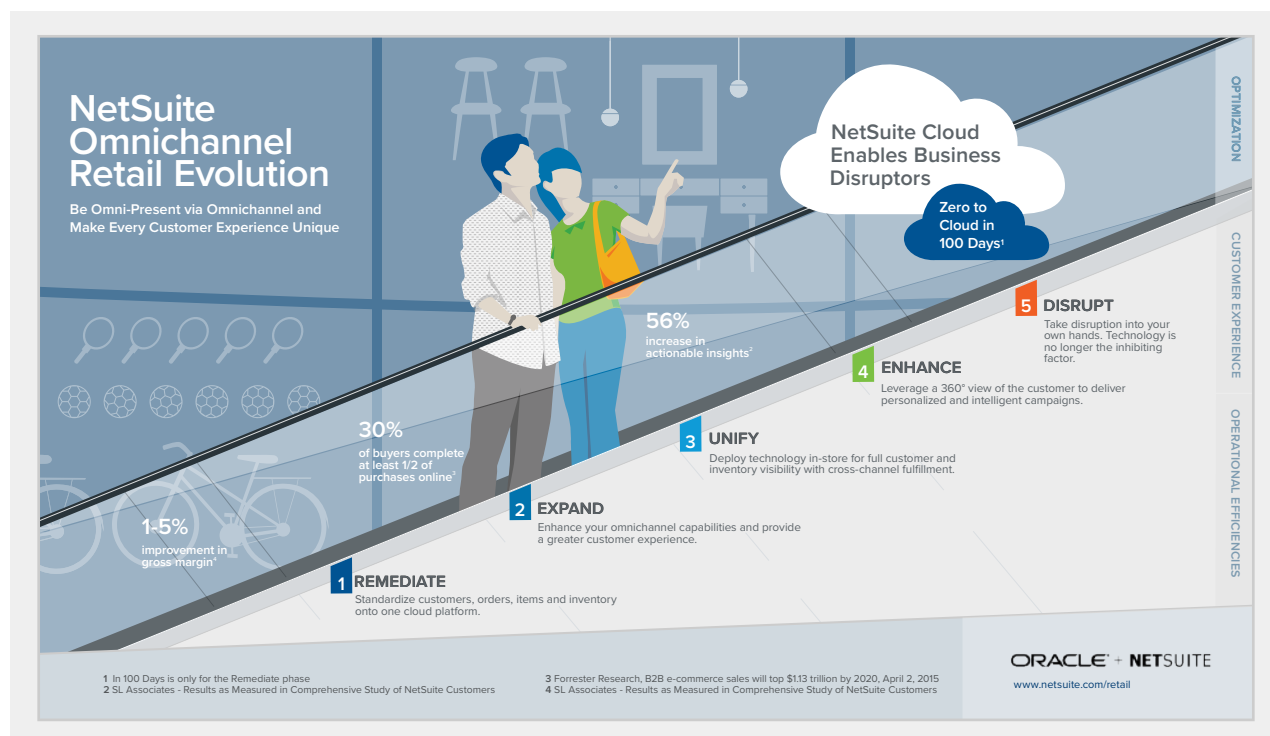 NetSuite
Omnichannel
Retail Evolution
Be Omni-Present via Omnichannel and
Make Every Customer Experience Unique
NetSuite Cloud
Enables Business
Disruptors
Zero to
Cloud in
100 Days¹
OPTIMIZATION
CUSTOMER EXPERIENCE
OPERATIONAL EFFICIENCIES
56%
increase in
actionable insights²
30%
of buyers complete
at least 1/2 of
purchases online³
1-5%
improvement in
gross margin⁴
5 DISRUPT
Take disruption into your
own hands. Technology is
no longer the inhibiting
factor.
4 ENHANCE
Leverage a 360° view of the customer to deliver
personalized and intelligent campaigns.
3 UNIFY
Deploy technology in-store for full customer and
inventory visibility with cross-channel fulfillment.
2 EXPAND
Enhance your omnichannel capabilities and provide
a greater customer experience.
1 REMEDIATE
Standardize customers, orders, items and inventory
onto one cloud platform.
1 In 100 Days is only for the Remediate phase
2 SL Associates - Results as Measured in Comprehensive Study of NetSuite Customers
3 Forrester Research, B2B e-commerce sales will top $1.13 trillion by 2020, April 2, 2015
4 SL Associates - Results as Measured in Comprehensive Study of NetSuite Customers
ORACLE® + NETSUITE
www.netsuite.com/retail